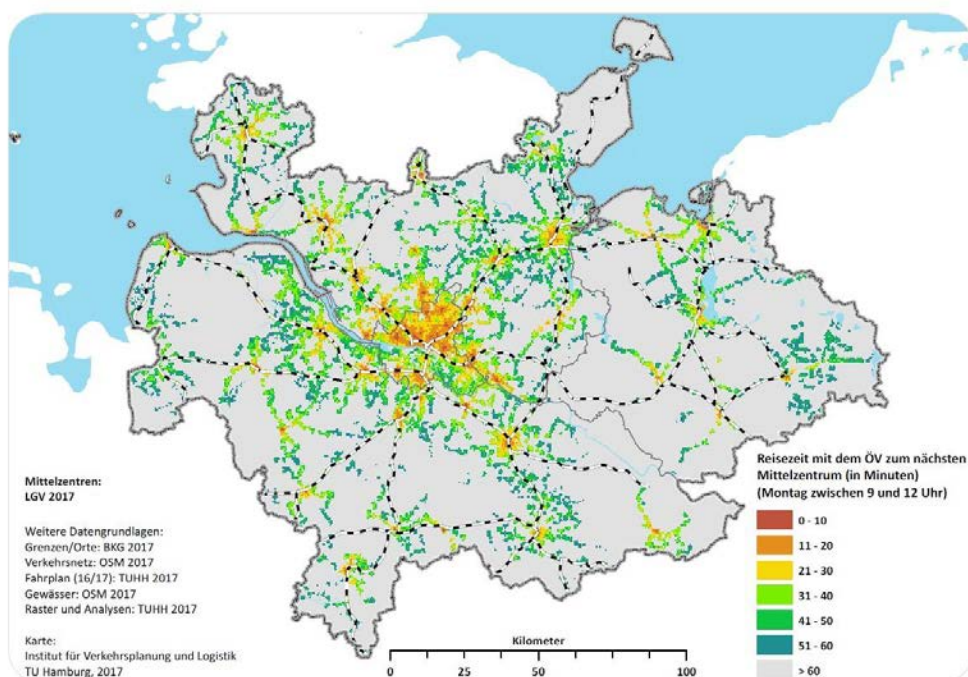 Mittelzentren:
LGV 2017
Weitere Datengrundlagen:
Grenzen/Orte: BKG 2017
Verkehrsnetz: OSM 2017
Fahrplan (16/17): TUHH 2017
Gewässer: OSM 2017
Raster und Analysen: TUHH 2017
Karte:
Institut für Verkehrsplanung und Logistik
TU Hamburg, 2017
Kilometer
0 25 50 100
Reisezeit mit dem ÖV zum nächsten
Mittelzentrum (in Minuten)
(Montag zwischen 9 und 12 Uhr)
0 - 10
11 - 20
21 - 30
31 - 40
41 - 50
51 - 60
> 60